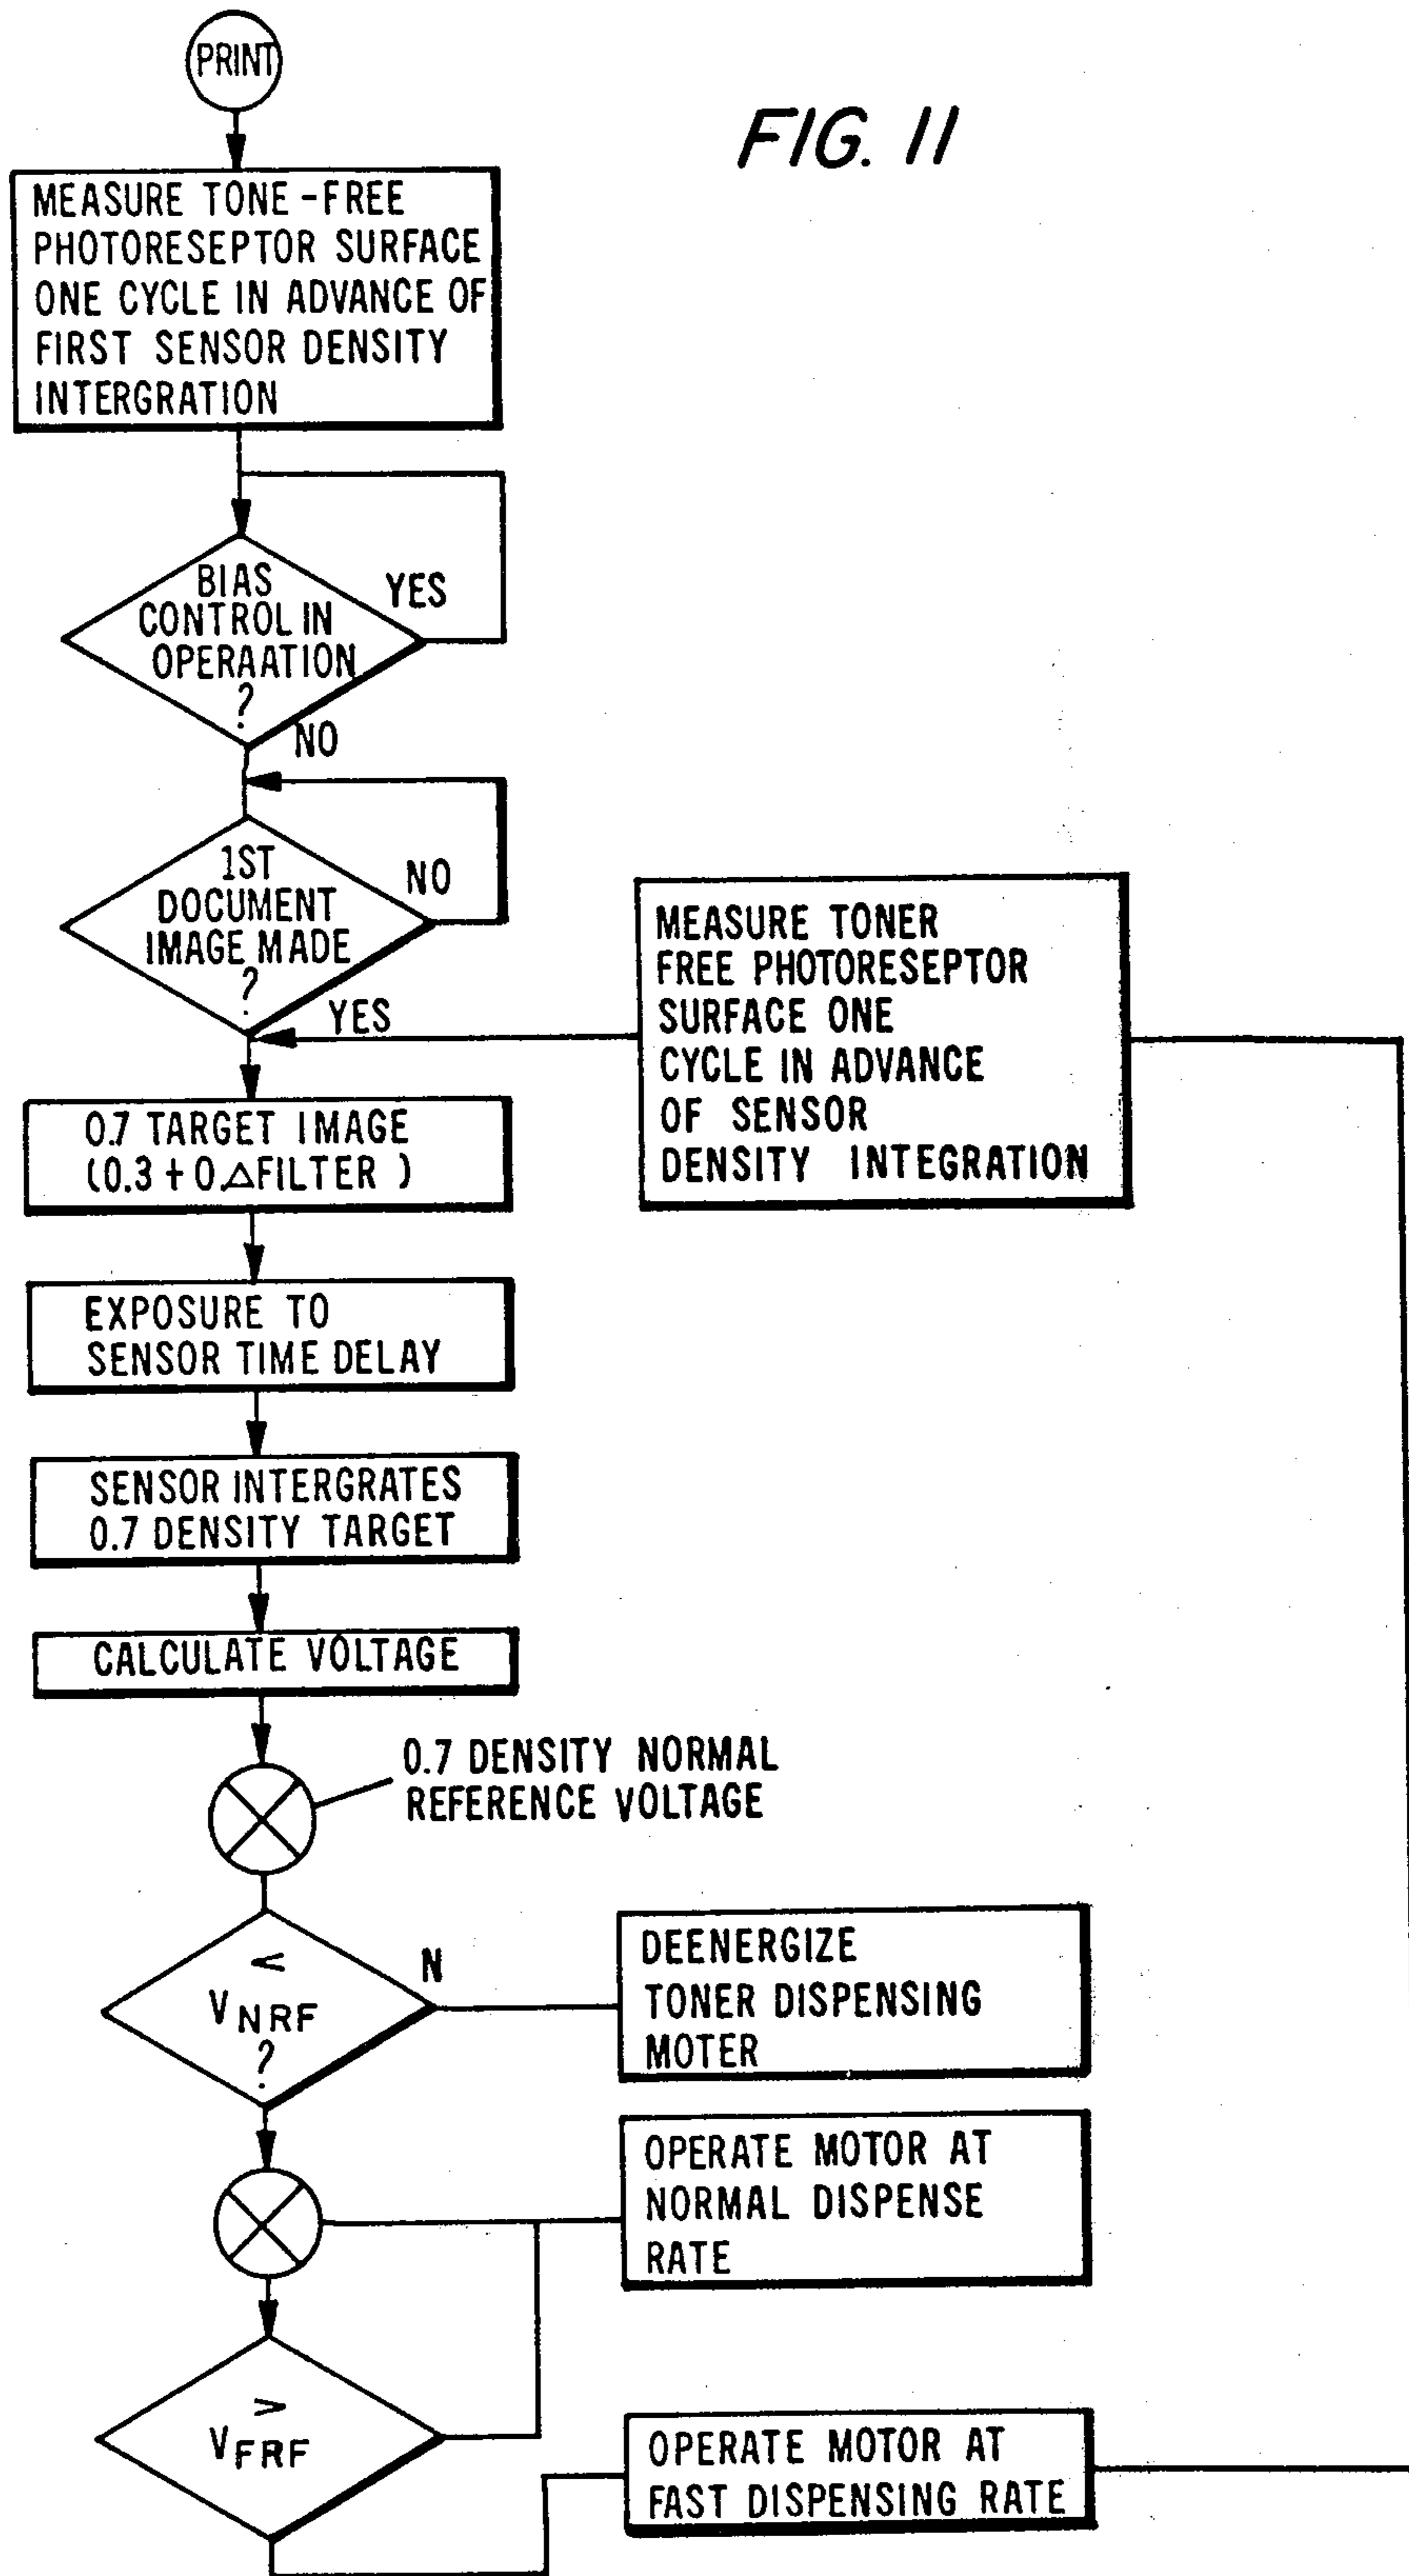 PRINT
FIG. 11
MEASURE TONE-FREE
PHOTORESEPTOR SURFACE
ONE CYCLE IN ADVANCE OF
FIRST SENSOR DENSITY
INTERGRATION
BIAS
CONTROL IN
OPERAATION
?
YES
NO
1ST
DOCUMENT
IMAGE MADE
?
NO
YES
MEASURE TONER
FREE PHOTORESEPTOR
SURFACE ONE
CYCLE IN ADVANCE
OF SENSOR
DENSITY INTEGRATION
0.7 TARGET IMAGE
(0.3 + 0.△FILTER )
EXPOSURE TO
SENSOR TIME DELAY
SENSOR INTERGRATES
0.7 DENSITY TARGET
CALCULATE VOLTAGE
0.7 DENSITY NORMAL
REFERENCE VOLTAGE
<
VNRF
?
N
DEENERGIZE
TONER DISPENSING
MOTER
OPERATE MOTOR AT
NORMAL DISPENSE
RATE
>
VFRF
OPERATE MOTOR AT
FAST DISPENSING RATE